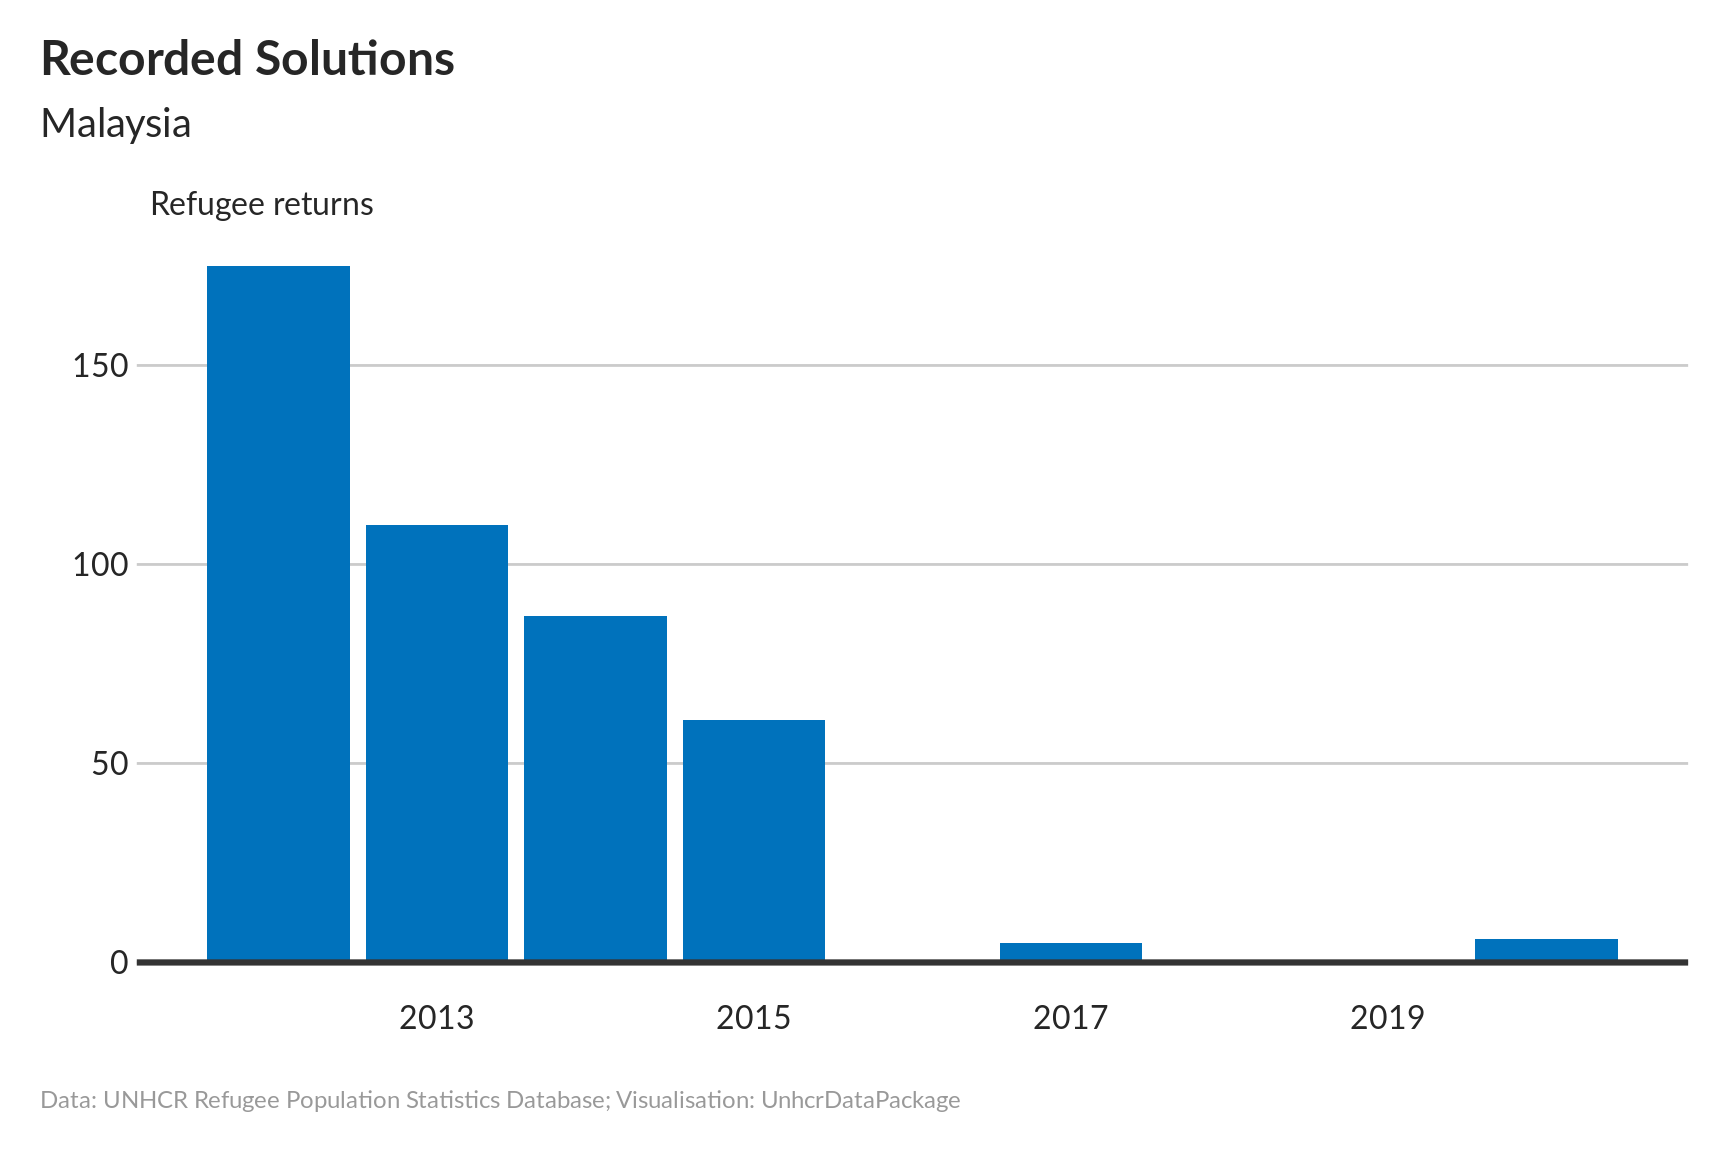 Recorded Solutions
Malaysia
Refugee returns
150
100
50
0
2013 2015 2017 2019
Data: UNHCR Refugee Population Statistics Database; Visualisation: UnhcrDataPackage